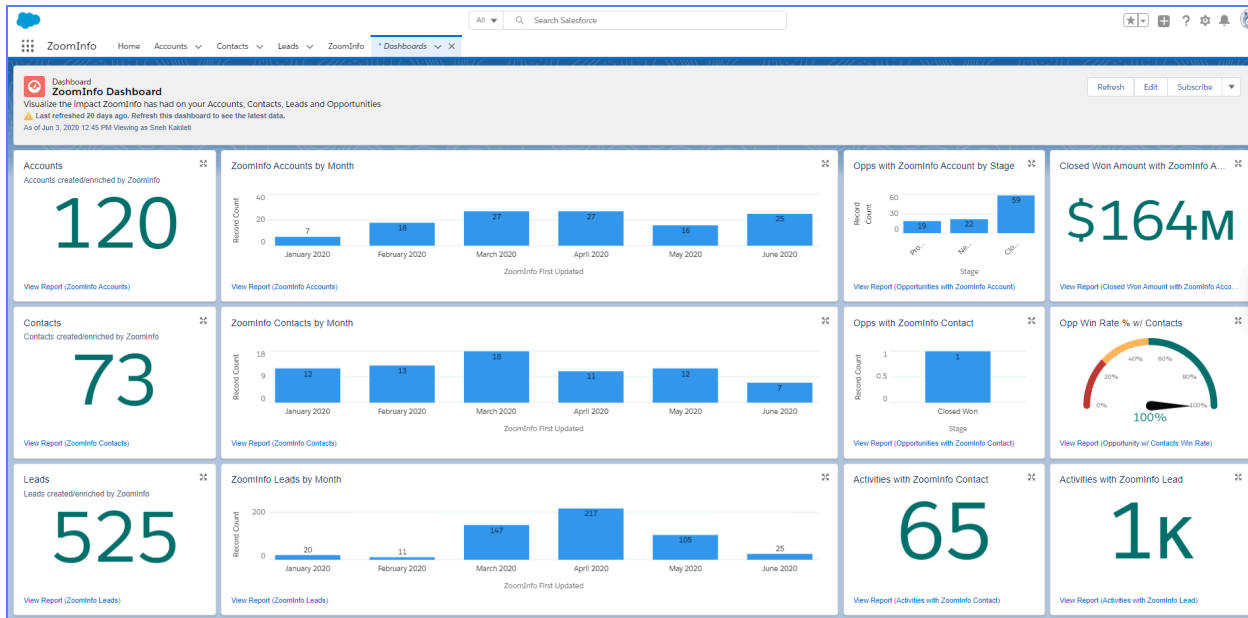 All
Search Salesforce
ZoomInfo Home Accounts Contacts Leads ZoomInfo * Dashboards
Dashboard
ZoomInfo Dashboard
Visualize the impact ZoomInfo has had on your Accounts, Contacts, Leads and Opportunities
Last refreshed 20 days ago. Refresh this dashboard to see the latest data.
As of Jun 3, 2020 12:45 PM·Viewing as Sneh Kakileti
Refresh Edit Subscribe
Accounts
Accounts created/enriched by ZoomInfo
120
View Report (ZoomInfo Accounts)
ZoomInfo Accounts by Month
Record Count
40
20
0
7 18 27 27 16 25
January 2020 February 2020 March 2020 April 2020 May 2020 June 2020
ZoomInfo First Updated
View Report (ZoomInfo Accounts)
Opps with ZoomInfo Account by Stage
Record
Count
60
30
0
19 22 59
Pro... Ne... Clo...
Stage
View Report (Opportunities with ZoomInfo Account)
Closed Won Amount with ZoomInfo A...
$164M
View Report (Closed Won Amount with ZoomInfo Acco...
Contacts
Contacts created/enriched by ZoomInfo
73
View Report (ZoomInfo Contacts)
ZoomInfo Contacts by Month
Record Count
18
9
0
12 13 18 11 12 7
January 2020 February 2020 March 2020 April 2020 May 2020 June 2020
ZoomInfo First Updated
View Report (ZoomInfo Contacts)
Opps with ZoomInfo Contact
Record Count
1
0.5
0
1
Closed Won
Stage
View Report (Opportunities with ZoomInfo Contact)
Opp Win Rate % w/ Contacts
0% 20% 40% 60% 80% 100%
100%
View Report (Opportunity w/ Contacts Win Rate)
Leads
Leads created/enriched by ZoomInfo
525
View Report (ZoomInfo Leads)
ZoomInfo Leads by Month
Record Count
200
0
20 11 147 217 105 25
January 2020 February 2020 March 2020 April 2020 May 2020 June 2020
ZoomInfo First Updated
View Report (ZoomInfo Leads)
Activities with ZoomInfo Contact
65
View Report (Activities with ZoomInfo Contact)
Activities with ZoomInfo Lead
1K
View Report (Activities with ZoomInfo Lead)